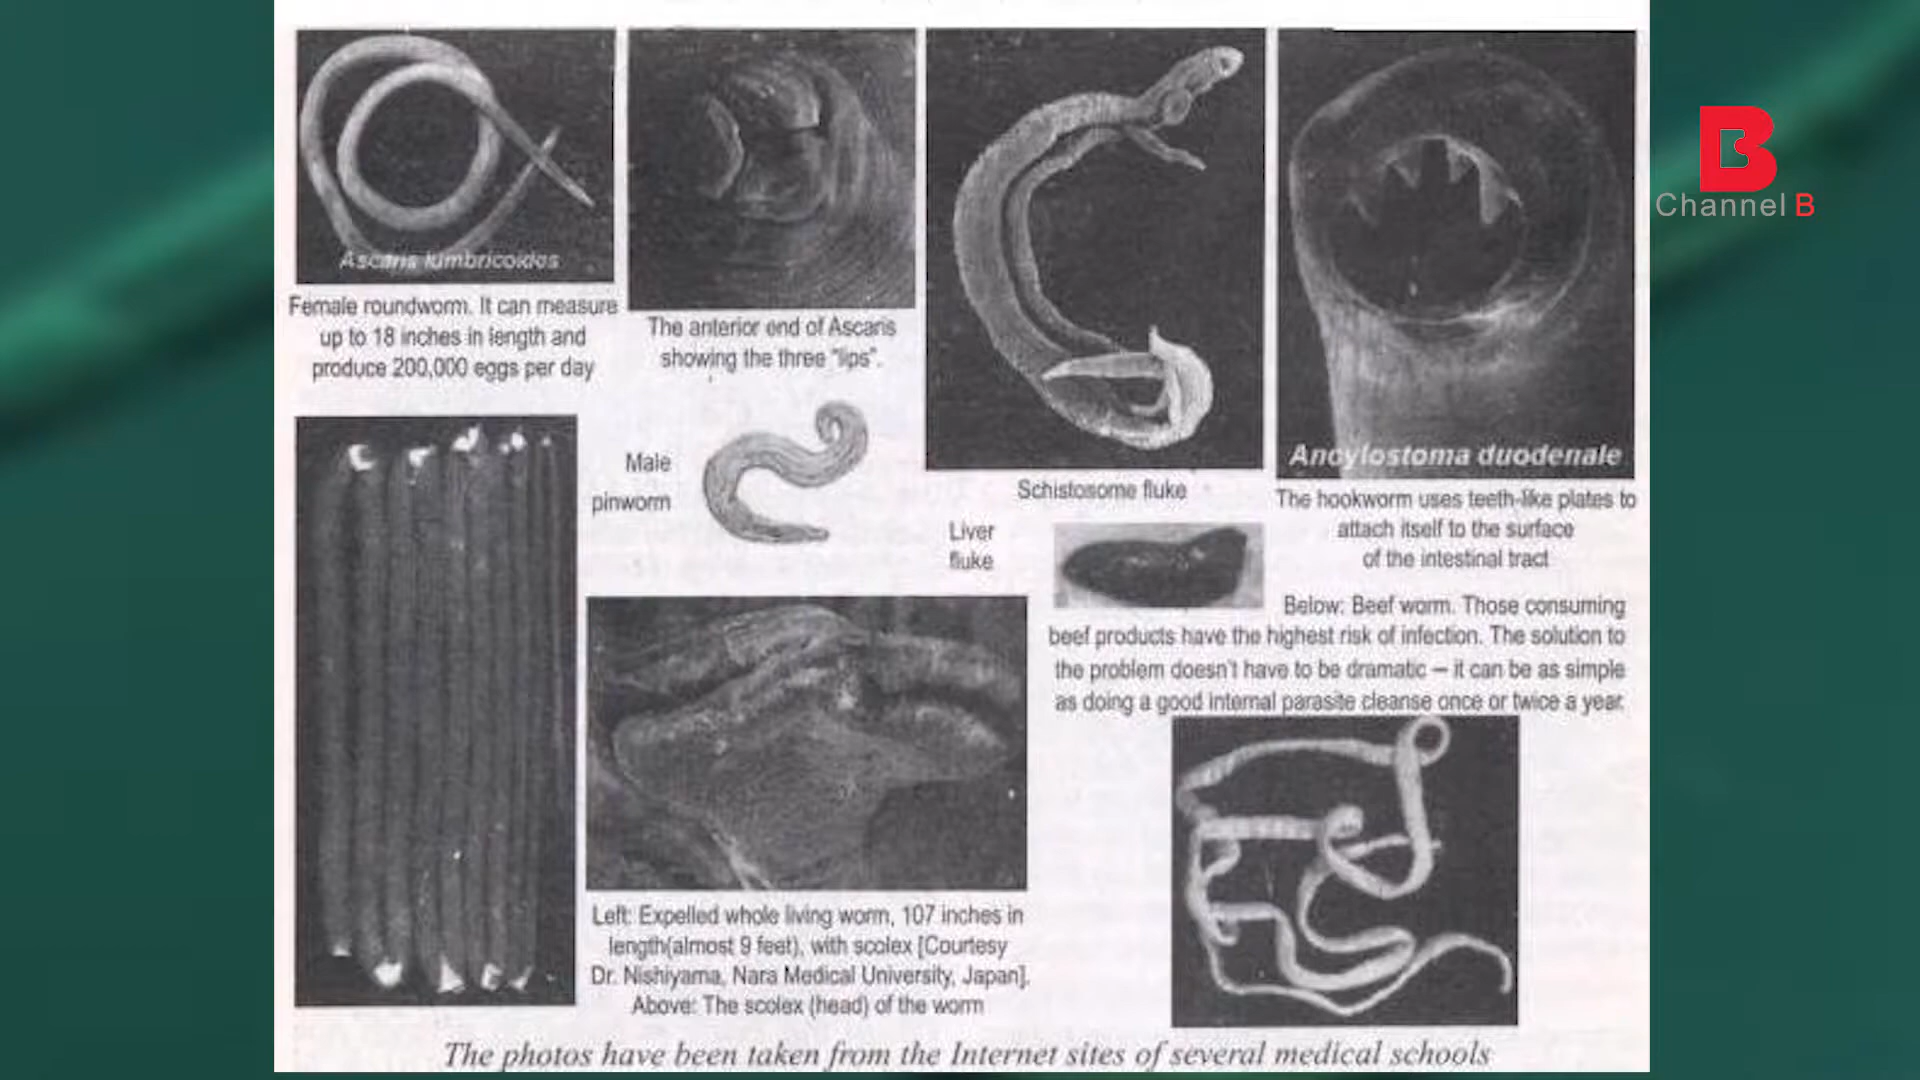 Ascaris lumbricoides
Female roundworm. It can measure
up to 18 inches in length and
produce 200,000 eggs per day
The anterior end of Ascaris
showing the three "lips".
Schistosome fluke
Ancylostoma duodenale
The hookworm uses teeth-like plates to
attach itself to the surface
of the intestinal tract
B
Channel B
Male
pinworm
Liver
fluke
Below: Beef worm. Those consuming
beef products have the highest risk of infection. The solution to
the problem doesn't have to be dramatic – it can be as simple
as doing a good internal parasite cleanse once or twice a year.
Left: Expelled whole living worm, 107 inches in
length(almost 9 feet), with scolex [Courtesy
Dr. Nishiyama, Nara Medical University, Japan].
Above: The scolex (head) of the worm
The photos have been taken from the Internet sites of several medical schools